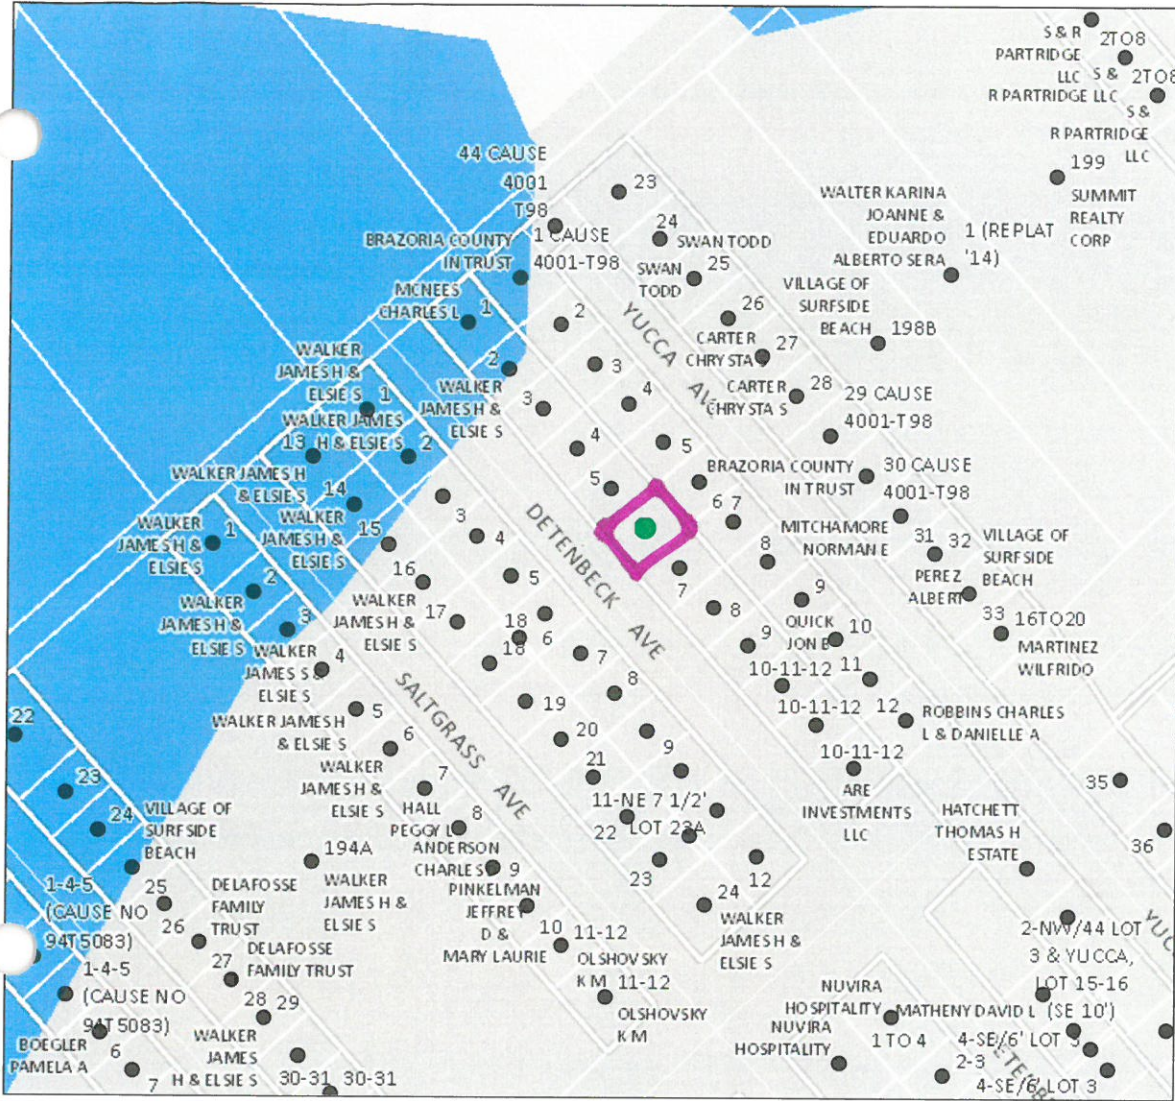 S & R
PARTRIDGE
LLC
2TO8
S &
R PARTRIDGE LLC
2TO8
S &
R PARTRIDGE
LLC
199
SUMMIT
REALTY
CORP
44 CAUSE
4001
T98
23
WALTER KARINA
JOANNE &
EDUARDO
ALBERTO SERA
1 (REPLAT
'14)
BRAZORIA COUNTY
IN TRUST
1 CAUSE
4001-T98
24
SWAN TODD
SWAN
TODD
25
MCNEES
CHARLES L
1
2
YUCCA AVE
26
VILLAGE OF
SURFSIDE
BEACH
198B
CARTER
CHRYSTA S
27
CARTER
CHRYSTA S
28
29 CAUSE
4001-T98
WALKER
JAMES H &
ELSIE S
1
2
WALKER
JAMES H &
ELSIE S
3
3
4
4
5
5
WALKER JAMES
H & ELSIE S
2
13
WALKER JAMES H
& ELSIE S
14
WALKER
JAMES H &
ELSIE S
15
BRAZORIA COUNTY
IN TRUST
30 CAUSE
4001-T98
6
7
MITCHAMORE
NORMAN E
31
32
VILLAGE OF
SURFSIDE
BEACH
PEREZ
ALBERT
33
16TO20
MARTINEZ
WILFRIDO
WALKER
JAMES H &
ELSIE S
1
2
WALKER
JAMES H &
ELSIE S
3
3
4
5
DETENBECK AVE
7
8
8
9
9
QUICK
JON B
10
10-11-12
11
10-11-12
12
ROBBINS CHARLES
L & DANIELLE A
10-11-12
ARE
INVESTMENTS
LLC
16
WALKER
JAMES H &
ELSIE S
17
18
18
6
7
8
WALKER
JAMES S &
ELSIE S
4
SALTGRASS AVE
19
20
21
9
WALKER JAMES H
& ELSIE S
5
6
WALKER
JAMES H &
ELSIE S
7
HALL
PEGGY L
8
11-NE 7 1/2'
LOT 23A
22
23
12
24
WALKER
JAMES H &
ELSIE S
35
36
HATCHETT
THOMAS H
ESTATE
22
23
24
VILLAGE OF
SURFSIDE
BEACH
194A
WALKER
JAMES H &
ELSIE S
ANDERSON
CHARLES
9
PINKELMAN
JEFFREY
D &
MARY LAURIE
10
11-12
OLSHOVSKY
K M
11-12
OLSHOVSKY
K M
1-4-5
(CAUSE NO
94T5083)
25
26
DELAFOSSE
FAMILY
TRUST
27
DELAFOSSE
FAMILY TRUST
1-4-5
(CAUSE NO
94T5083)
28
29
BOEGLER
PAMELA A
6
7
WALKER
JAMES
H & ELSIE S
30-31
30-31
2-NW/44 LOT
3 & YUCCA,
LOT 15-16
(SE 10')
NUVIRA
HOSPITALITY
NUVIRA
HOSPITALITY
1 TO 4
MATHENY DAVID L
4-SE/6' LOT 3
2-3
4-SE/6' LOT 3